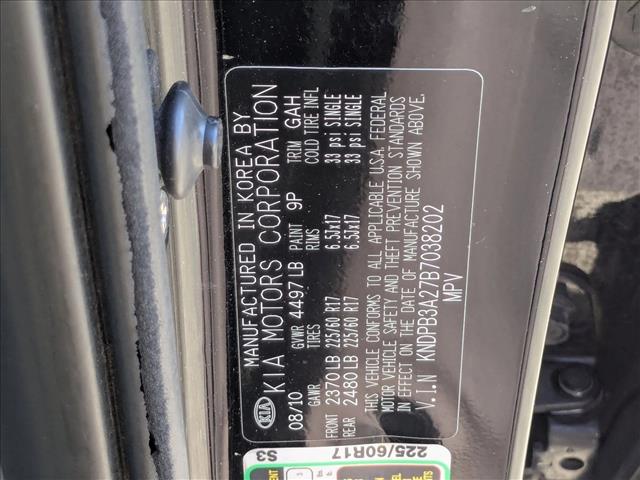 MANUFACTURED IN KOREA BY
KIA MOTORS CORPORATION
KIA
08/10 GVWR 4497 LB PAINT 9P TRIM GAH
GAWR TIRES RIMS COLD TIRE INFL
FRONT 2370 LB 225/60 R17 6.5Jx17 33 psi SINGLE
REAR 2480 LB 225/60 R17 6.5Jx17 33 psi SINGLE
THIS VEHICLE CONFORMS TO ALL APPLICABLE U.S.A. FEDERAL
MOTOR VEHICLE SAFETY AND THEFT PREVENTION STANDARDS
IN EFFECT ON THE DATE OF MANUFACTURE SHOWN ABOVE.
V.I.N KNDPB3A27B7038202
MPV
225/60R17
S3